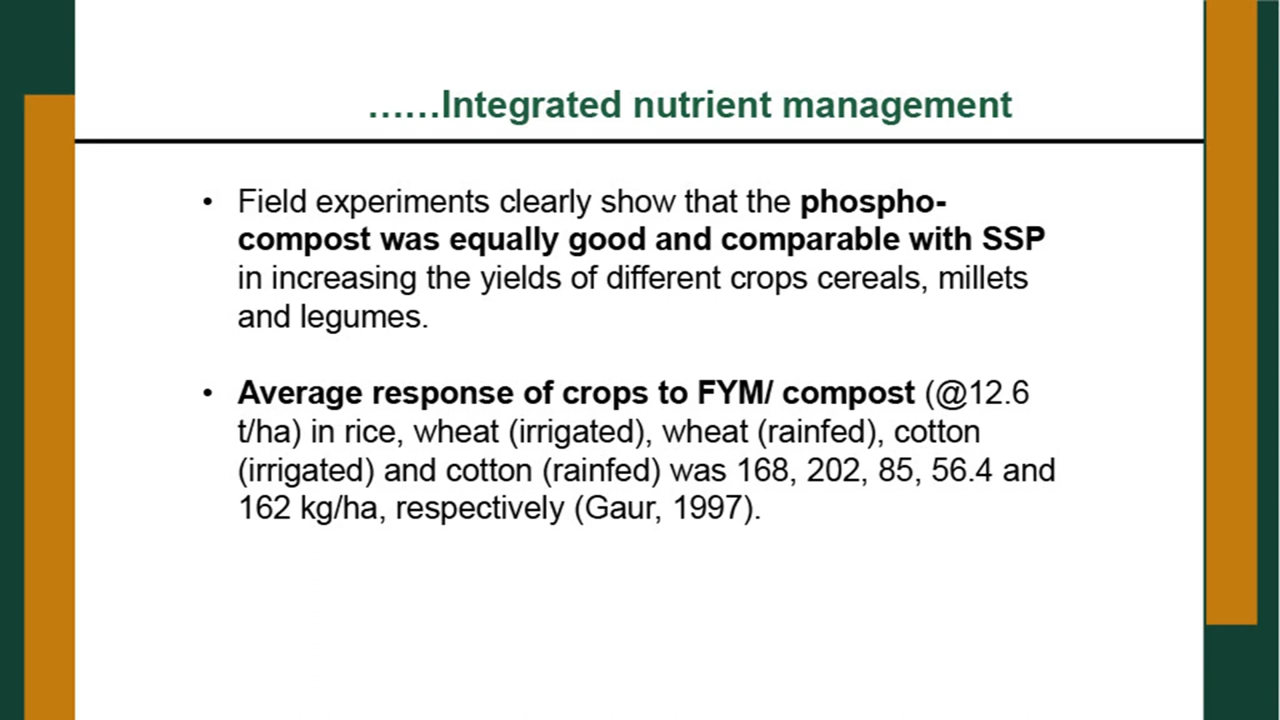 ......Integrated nutrient management
• Field experiments clearly show that the phospho-
compost was equally good and comparable with SSP
in increasing the yields of different crops cereals, millets
and legumes.
• Average response of crops to FYM/ compost (@12.6
t/ha) in rice, wheat (irrigated), wheat (rainfed), cotton
(irrigated) and cotton (rainfed) was 168, 202, 85, 56.4 and
162 kg/ha, respectively (Gaur, 1997).